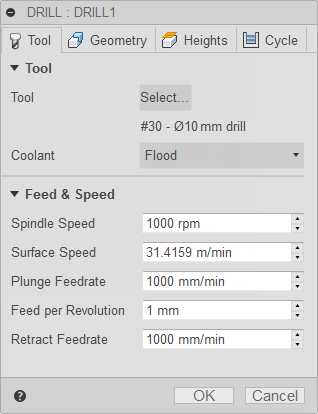 DRILL : DRILL1
Tool Geometry Heights Cycle
Tool
Tool Select...
#30 - Ø10 mm drill
Coolant Flood
Feed & Speed
Spindle Speed 1000 rpm
Surface Speed 31.4159 m/min
Plunge Feedrate 1000 mm/min
Feed per Revolution 1 mm
Retract Feedrate 1000 mm/min
? OK Cancel